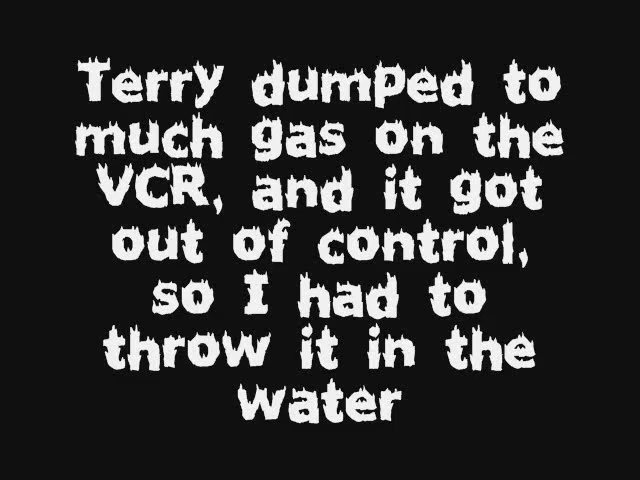 Terry dumped to
much gas on the
VCR, and it got
out of control,
so I had to
throw it in the
water